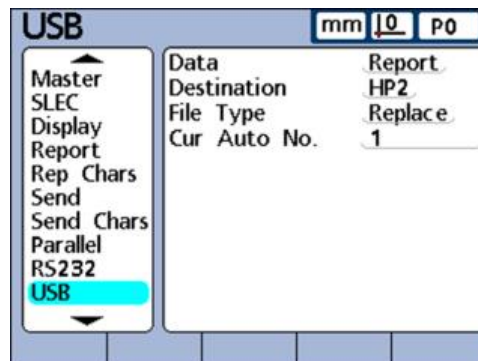 USB
mm 10 P0
Master
SLEC
Display
Report
Rep Chars
Send
Send Chars
Parallel
RS232
USB
Data Report
Destination HP2
File Type Replace
Cur Auto No. 1